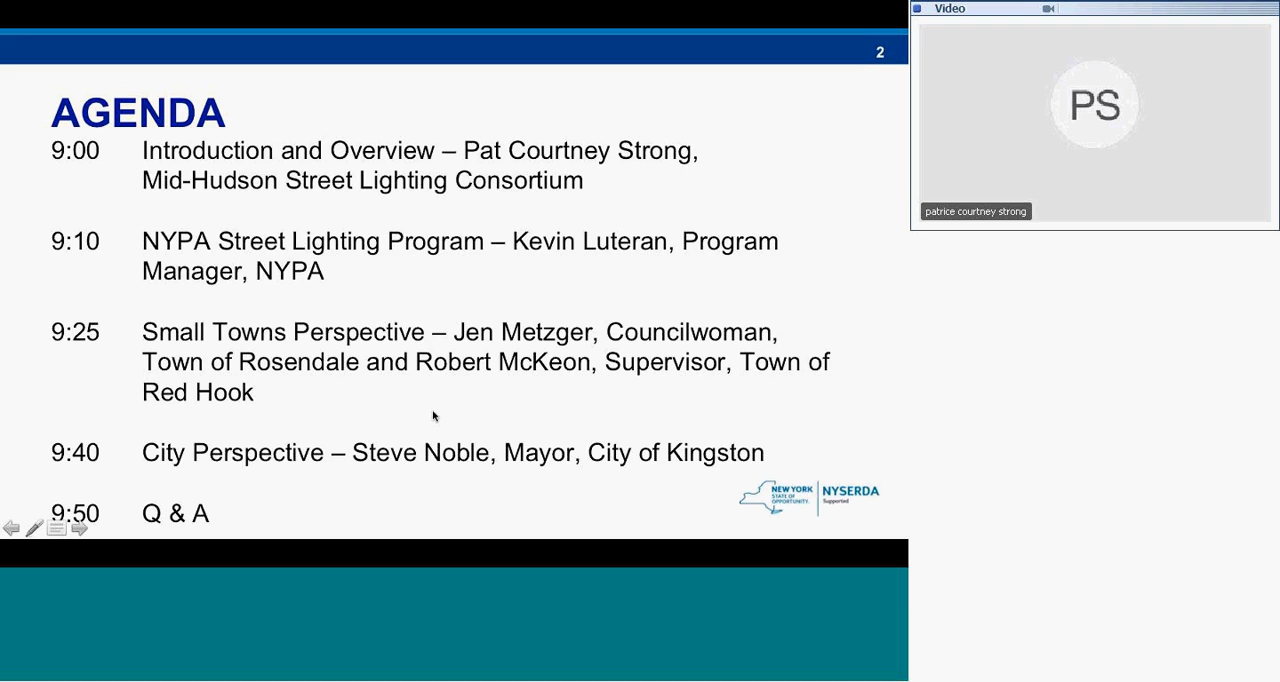 2
AGENDA
9:00 Introduction and Overview – Pat Courtney Strong,
Mid-Hudson Street Lighting Consortium
9:10 NYPA Street Lighting Program – Kevin Luteran, Program
Manager, NYPA
9:25 Small Towns Perspective – Jen Metzger, Councilwoman,
Town of Rosendale and Robert McKeon, Supervisor, Town of
Red Hook
9:40 City Perspective – Steve Noble, Mayor, City of Kingston
9:50 Q & A
NEW YORK
STATE OF
OPPORTUNITY.
NYSERDA
Supported
Video
PS
patrice courtney strong